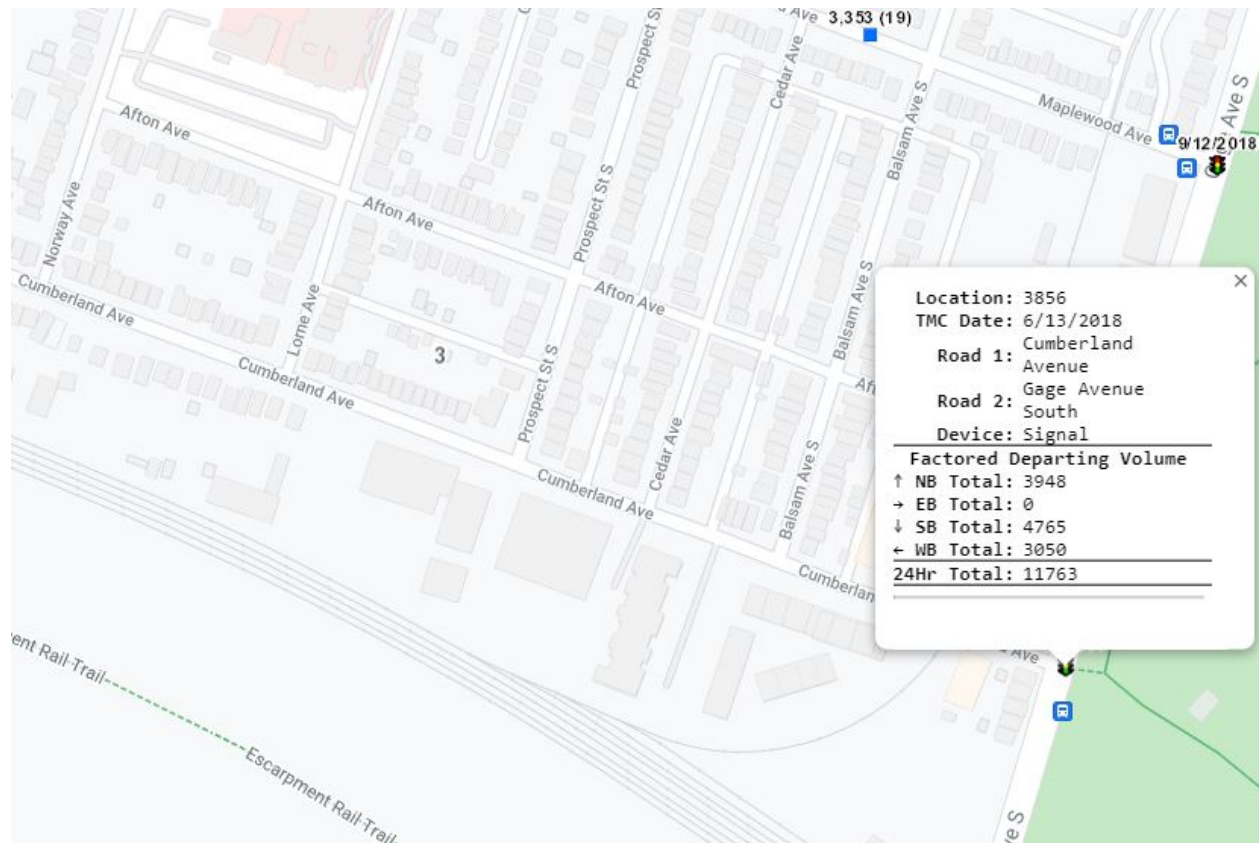 Ave
3,353 (19)
Prospect St
Cedar Ave
Balsam Ave S
Maplewood Ave
Ave S
9/12/2018
Afton Ave
Norway Ave
Afton Ave
Prospect St S
Afton Ave
Balsam Ave S
Cumberland Ave
Lorne Ave
3
Cumberland Ave
Prospect St S
Cedar Ave
Cumberland Ave
Balsam Ave S
Cumberlan
Ave
Rail-Trail
Escarpment Rail-Trail
S
×
Location: 3856
TMC Date: 6/13/2018
Road 1: Cumberland
Avenue
Road 2: Gage Avenue
South
Device: Signal
Factored Departing Volume
↑ NB Total: 3948
→ EB Total: 0
↓ SB Total: 4765
← WB Total: 3050
24Hr Total: 11763